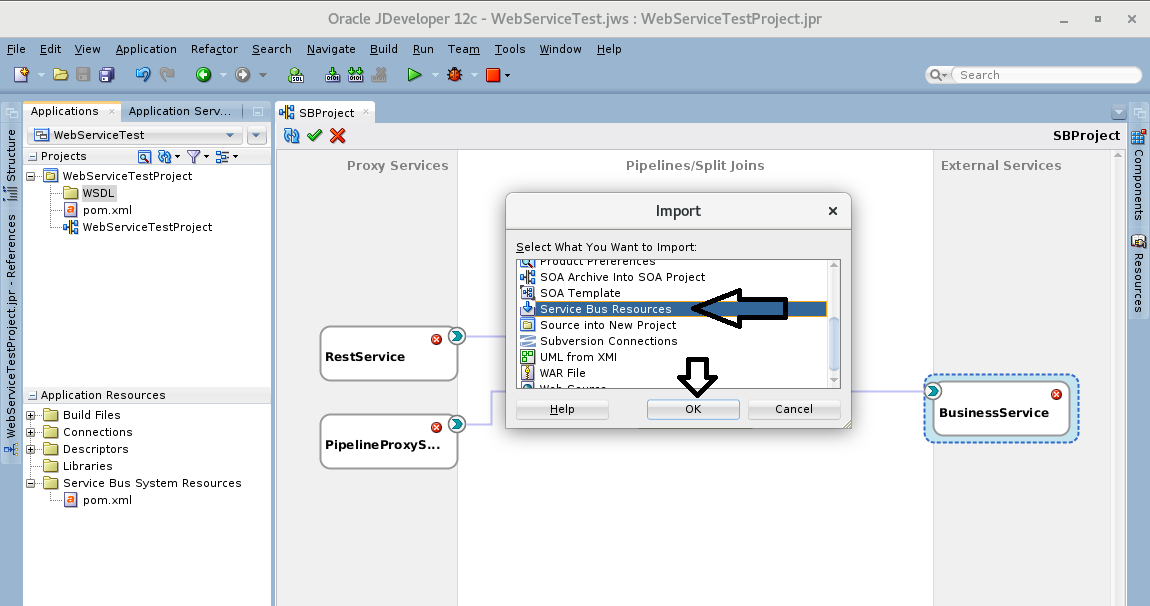 Oracle JDeveloper 12c - WebServiceTest.jws : WebServiceTestProject.jpr
File Edit View Application Refactor Search Navigate Build Run Team Tools Window Help
Search
Applications Application Serv...
WebServiceTest
Projects
WebServiceTestProject
WSDL
pom.xml
WebServiceTestProject
Application Resources
Build Files
Connections
Descriptors
Libraries
Service Bus System Resources
pom.xml
Structure
WebServiceTestProject.jpr - References
SBProject
SBProject
Proxy Services Pipelines/Split Joins External Services
RestService
PipelineProxyS...
BusinessService
Import
Select What You Want to Import:
Product Preferences
SOA Archive Into SOA Project
SOA Template
Service Bus Resources
Source into New Project
Subversion Connections
UML from XMI
WAR File
Web Source
Help OK Cancel
Components
Resources